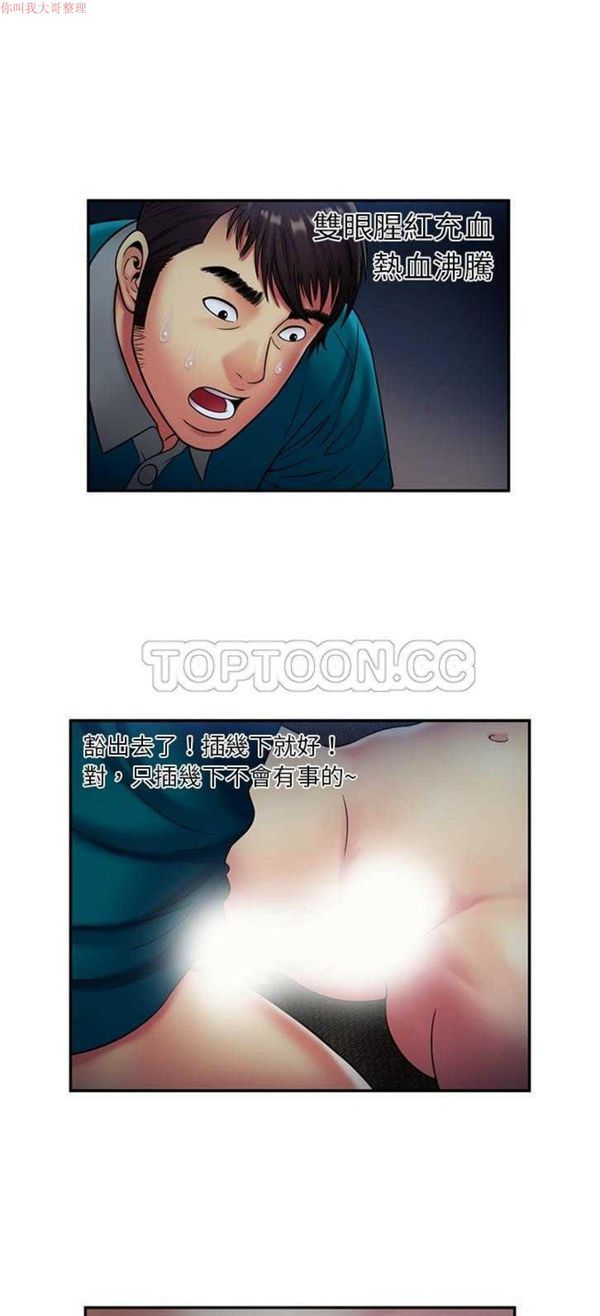 你叫我大哥整理
雙眼腥紅充血
熱血沸騰
TOPTOON.CC
豁出去了！插幾下就好！
對，只插幾下不會有事的~